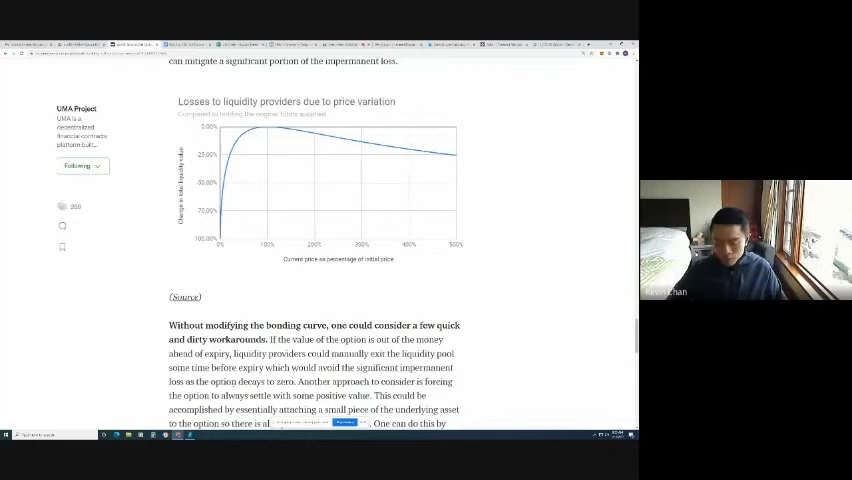 can mitigate a significant portion of the impermanent loss.
UMA Project
UMA is a
decentralized
financial contracts
platform built...
Following
260
Losses to liquidity providers due to price variation
Compared to holding the original funds supplied
Change in total liquidity value
0.00%
-25.00%
-50.00%
-75.00%
-100.00%
0%
100%
200%
300%
400%
500%
Current price as percentage of initial price
(Source)
Without modifying the bonding curve, one could consider a few quick
and dirty workarounds. If the value of the option is out of the money
ahead of expiry, liquidity providers could manually exit the liquidity pool
some time before expiry which would avoid the significant impermanent
loss as the option decays to zero. Another approach to consider is forcing
the option to always settle with some positive value. This could be
accomplished by essentially attaching a small piece of the underlying asset
to the option so there is al
. One can do this by
Type here to search
Kevin Chan